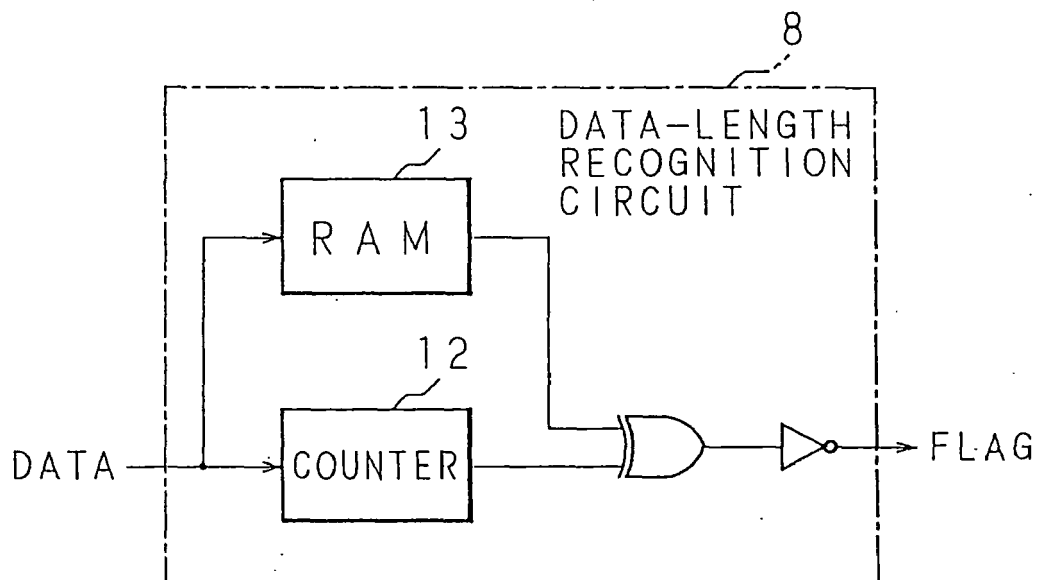 8
13
DATA-LENGTH
RECOGNITION
CIRCUIT
RAM
12
DATA
COUNTER
FLAG